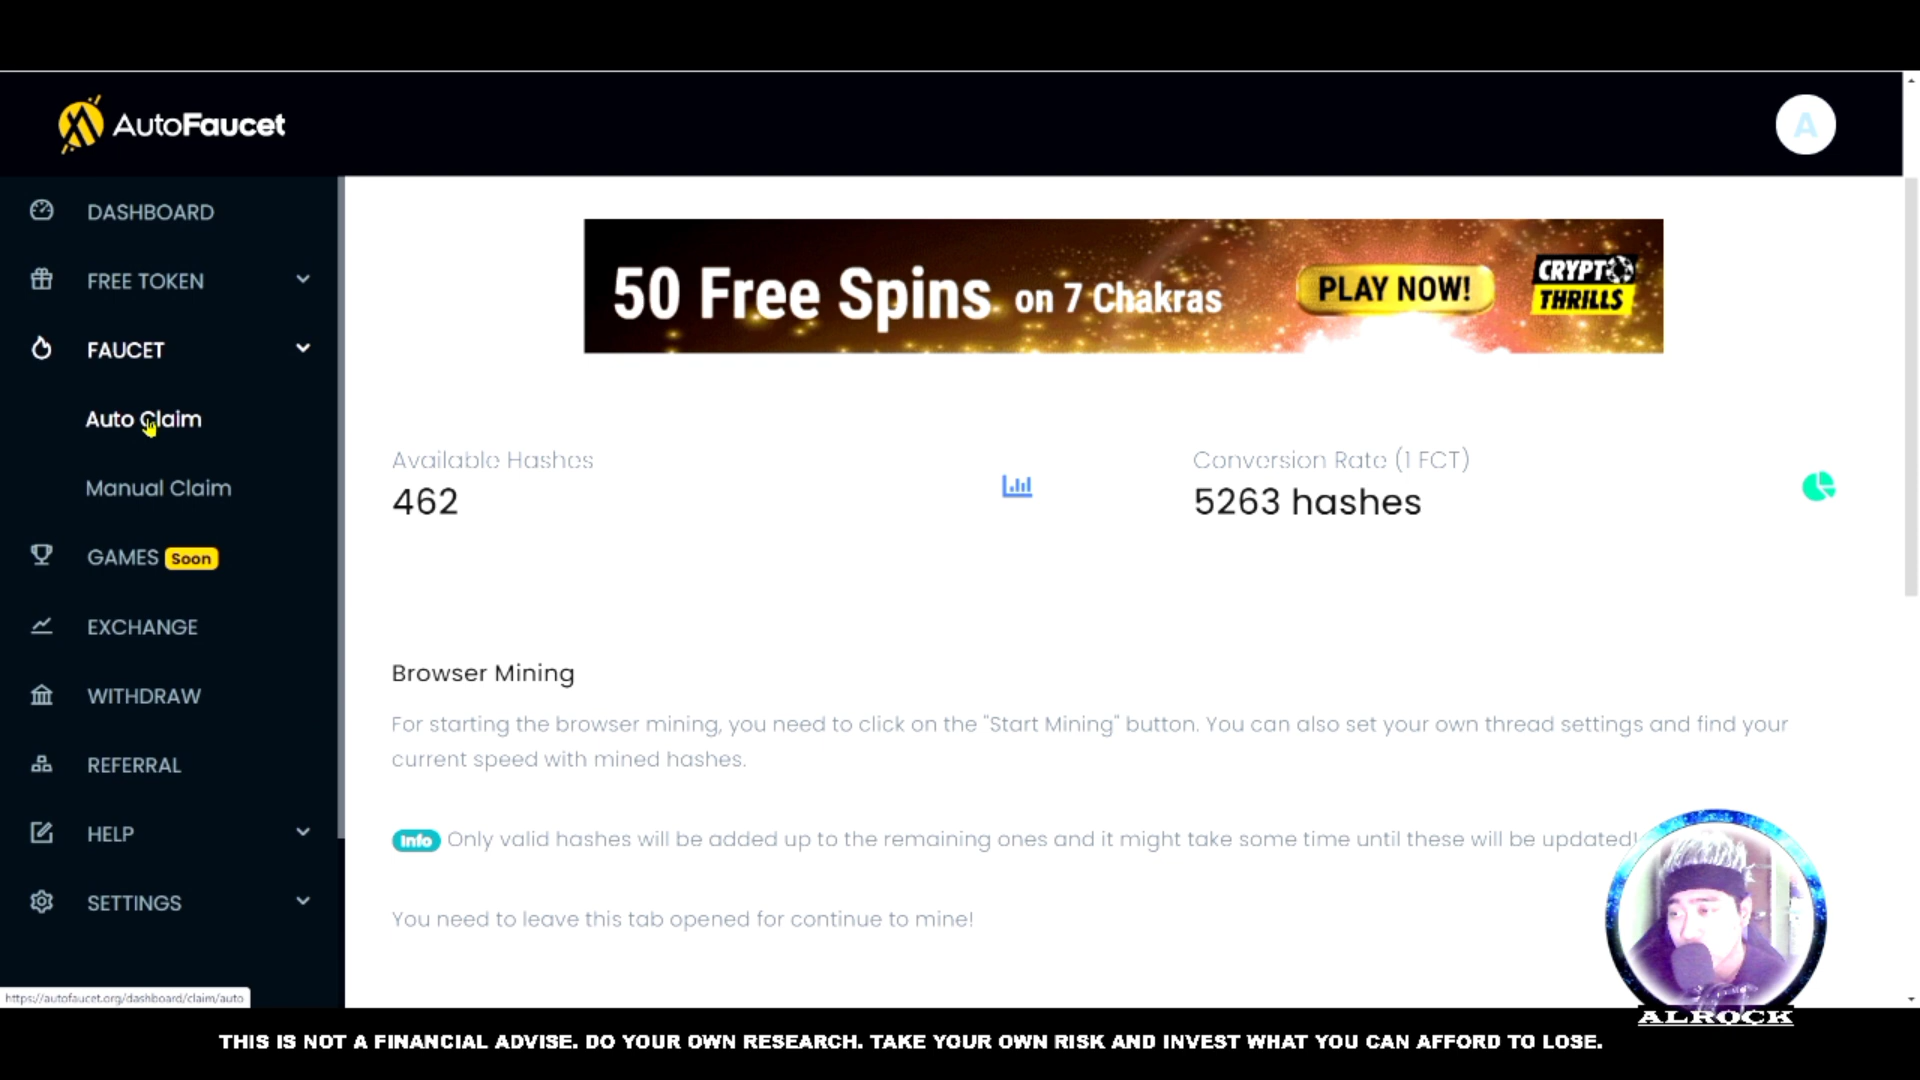 AutoFaucet
A
DASHBOARD
FREE TOKEN
FAUCET
Auto Claim
Manual Claim
GAMES Soon
EXCHANGE
WITHDRAW
REFERRAL
HELP
SETTINGS
50 Free Spins on 7 Chakras
PLAY NOW!
CRYPTO
THRILLS
Available Hashes
462
Conversion Rate (1 FCT)
5263 hashes
Browser Mining
For starting the browser mining, you need to click on the "Start Mining" button. You can also set your own thread settings and find your
current speed with mined hashes.
Info Only valid hashes will be added up to the remaining ones and it might take some time until these will be updated!
You need to leave this tab opened for continue to mine!
https://autofaucet.org/dashboard/claim/auto
ALROCK
THIS IS NOT A FINANCIAL ADVISE. DO YOUR OWN RESEARCH. TAKE YOUR OWN RISK AND INVEST WHAT YOU CAN AFFORD TO LOSE.